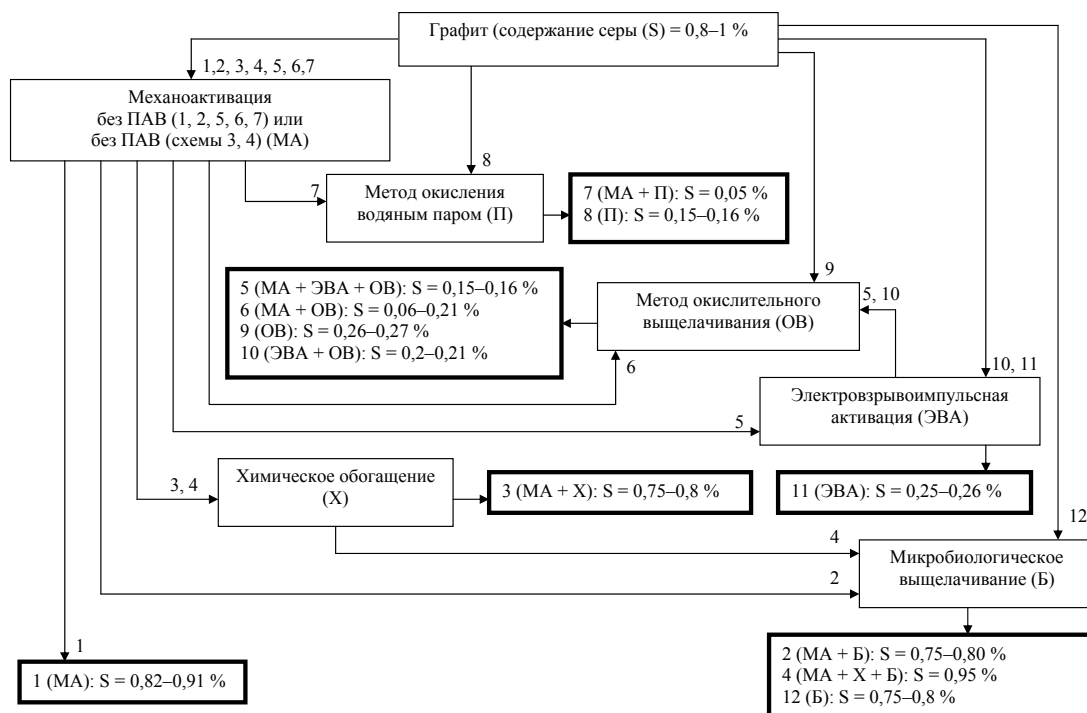 Графит (содержание серы (S) = 0,8–1 %
1,2, 3, 4, 5, 6,7
Механоактивация
без ПАВ (1, 2, 5, 6, 7) или
без ПАВ (схемы 3, 4) (МА)
8
7
Метод окисления
водяным паром (П)
7 (МА + П): S = 0,05 %
8 (П): S = 0,15–0,16 %
9
5 (МА + ЭВА + ОВ): S = 0,15–0,16 %
6 (МА + ОВ): S = 0,06–0,21 %
9 (ОВ): S = 0,26–0,27 %
10 (ЭВА + ОВ): S = 0,2–0,21 %
Метод окислительного
выщелачивания (ОВ)
5, 10
6
10, 11
Электровзрывоимпульсная
активация (ЭВА)
5
Химическое обогащение
(Х)
3, 4
3 (МА + Х): S = 0,75–0,8 %
11 (ЭВА): S = 0,25–0,26 %
12
4
Микробиологическое
выщелачивание (Б)
2
1
1 (МА): S = 0,82–0,91 %
2 (МА + Б): S = 0,75–0,80 %
4 (МА + Х + Б): S = 0,95 %
12 (Б): S = 0,75–0,8 %